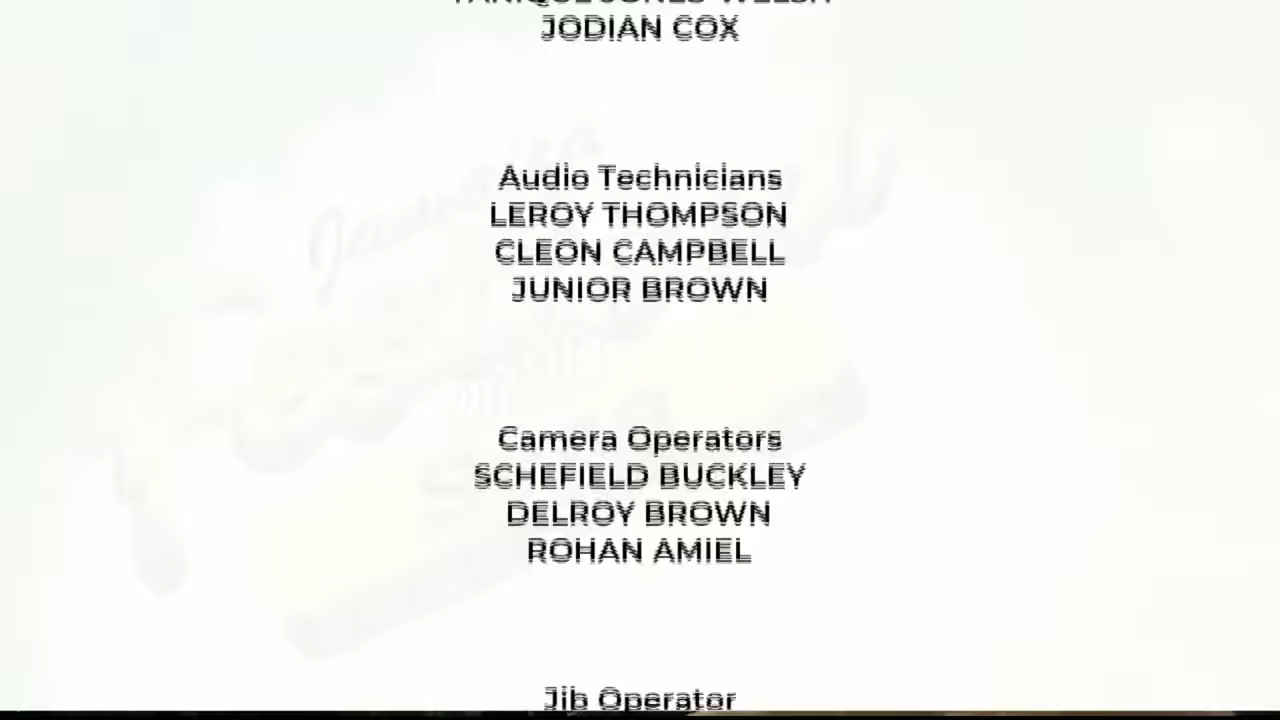 JODIAN COX
Audio Technicians
LEROY THOMPSON
CLEON CAMPBELL
JUNIOR BROWN
Camera Operators
SCHEFIELD BUCKLEY
DELROY BROWN
ROHAN AMIEL
Jib Operator